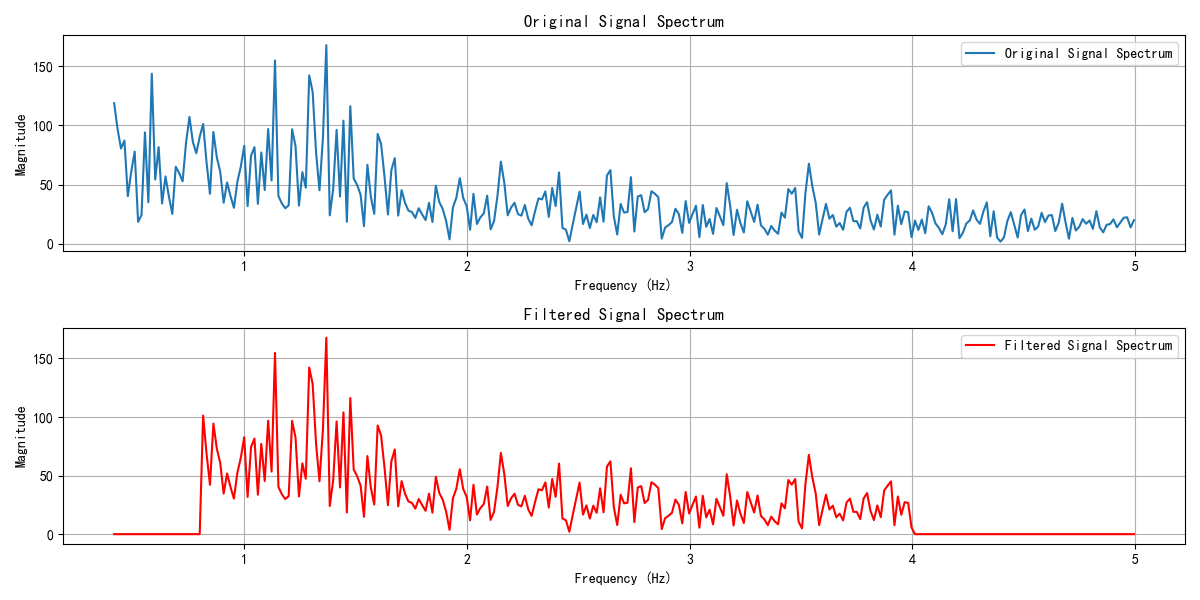 Original Signal Spectrum
Original Signal Spectrum
Magnitude
150
100
50
0
1 2 3 4 5
Frequency (Hz)
Filtered Signal Spectrum
Filtered Signal Spectrum
Magnitude
150
100
50
0
1 2 3 4 5
Frequency (Hz)